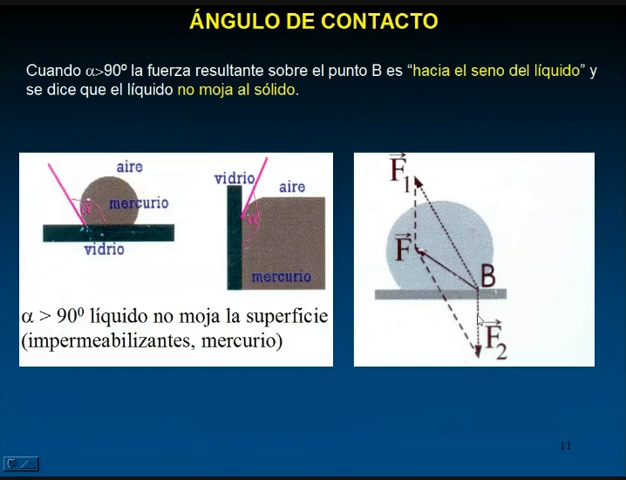 ÁNGULO DE CONTACTO
Cuando α>90º la fuerza resultante sobre el punto B es “hacia el seno del líquido” y
se dice que el líquido no moja al sólido.
aire
mercurio
vidrio
α
vidrio
aire
α
mercurio
α > 90⁰ líquido no moja la superficie
(impermeabilizantes, mercurio)
F₁
F
B
F₂
11